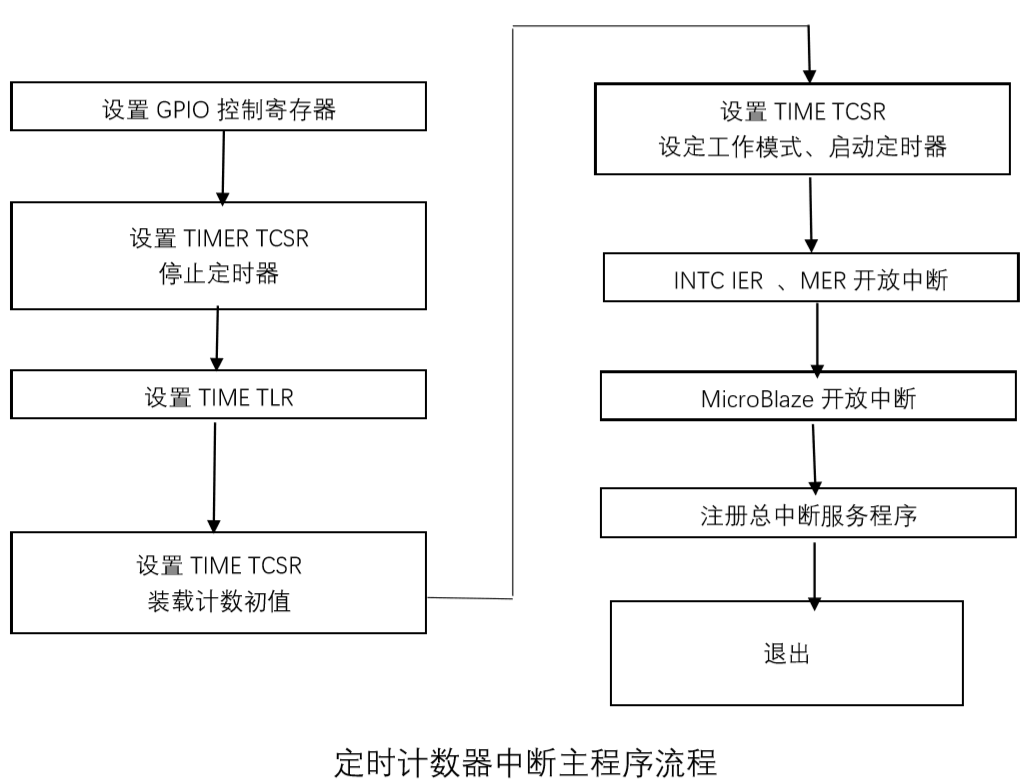 设置 GPIO 控制寄存器
设置 TIMER TCSR
停止定时器
设置 TIME TLR
设置 TIME TCSR
装载计数初值
设置 TIME TCSR
设定工作模式、启动定时器
INTC IER 、MER 开放中断
MicroBlaze 开放中断
注册总中断服务程序
退出
定时计数器中断主程序流程